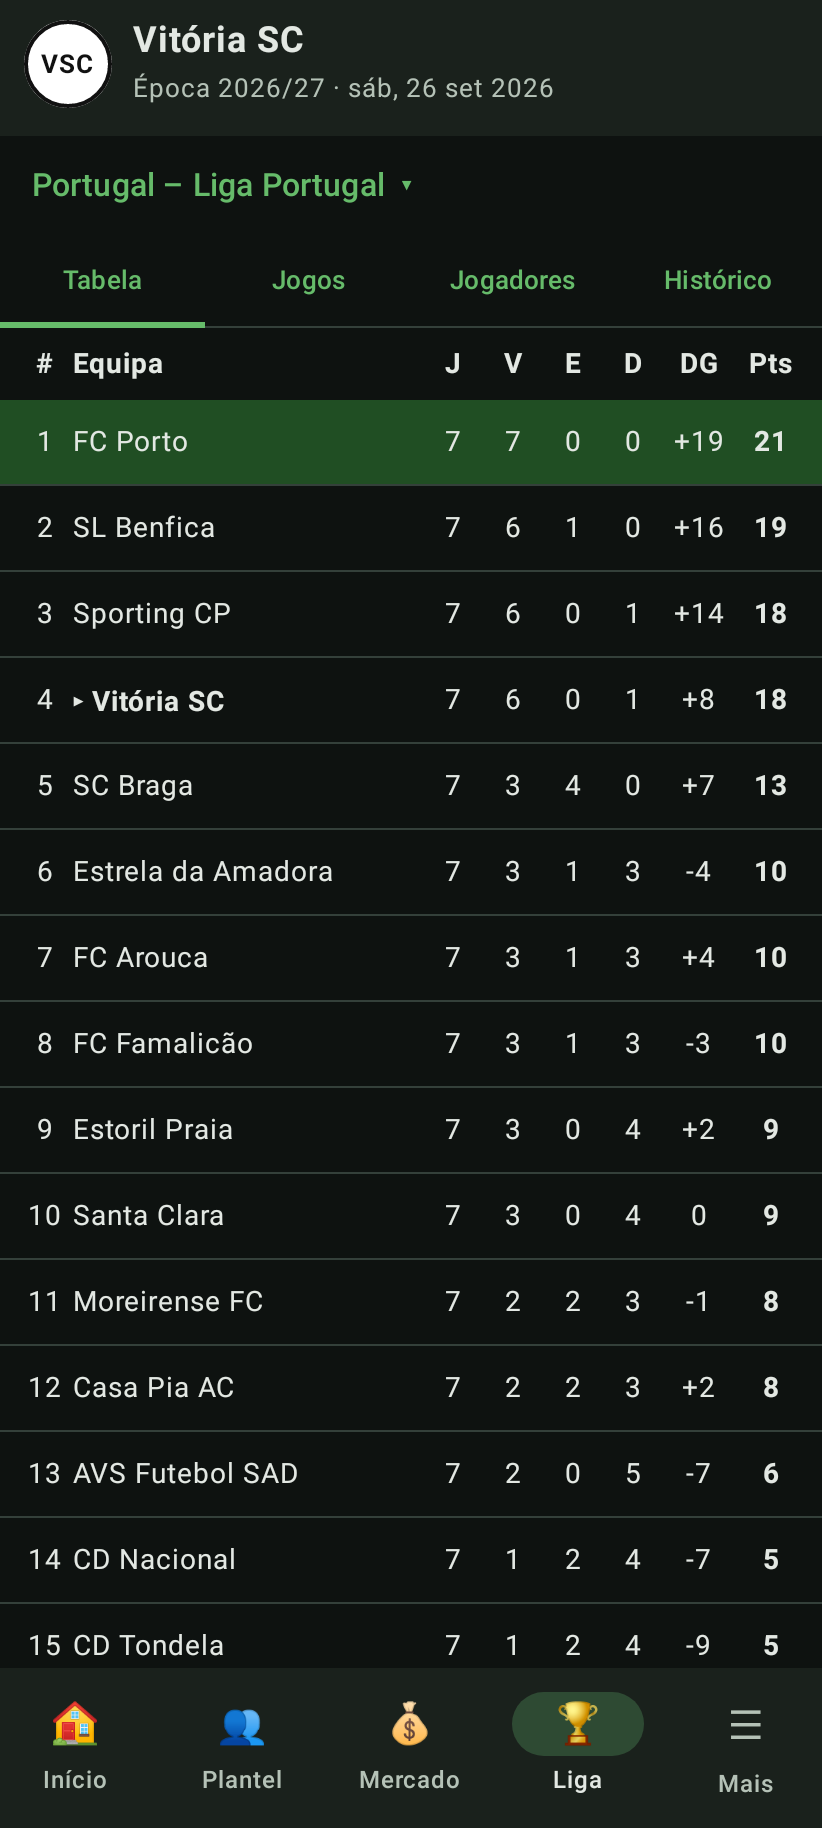 VSC
Vitória SC
Época 2026/27 · sáb, 26 set 2026
Portugal – Liga Portugal ▾
Tabela Jogos Jogadores Histórico
# Equipa J V E D DG Pts
1 FC Porto 7 7 0 0 +19 21
2 SL Benfica 7 6 1 0 +16 19
3 Sporting CP 7 6 0 1 +14 18
4 ▸ Vitória SC 7 6 0 1 +8 18
5 SC Braga 7 3 4 0 +7 13
6 Estrela da Amadora 7 3 1 3 -4 10
7 FC Arouca 7 3 1 3 +4 10
8 FC Famalicão 7 3 1 3 -3 10
9 Estoril Praia 7 3 0 4 +2 9
10 Santa Clara 7 3 0 4 0 9
11 Moreirense FC 7 2 2 3 -1 8
12 Casa Pia AC 7 2 2 3 +2 8
13 AVS Futebol SAD 7 2 0 5 -7 6
14 CD Nacional 7 1 2 4 -7 5
15 CD Tondela 7 1 2 4 -9 5
Início Plantel Mercado Liga Mais